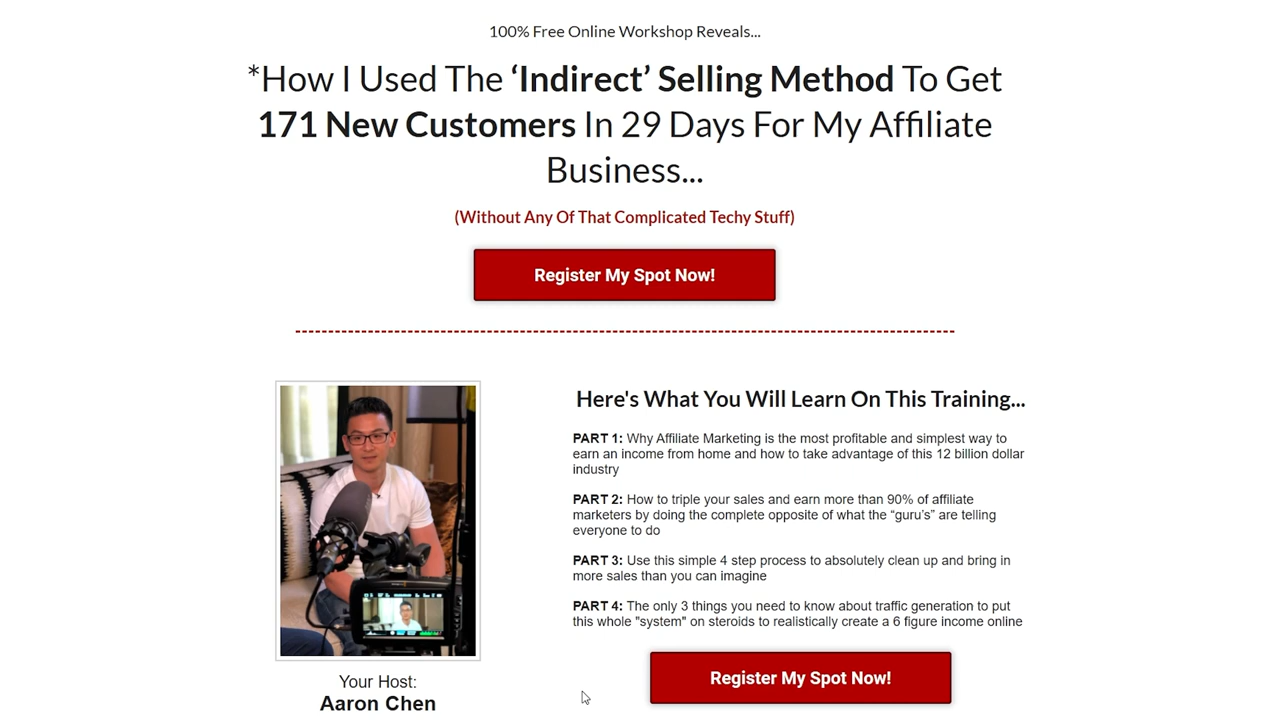 100% Free Online Workshop Reveals...
*How I Used The ‘Indirect’ Selling Method To Get
171 New Customers In 29 Days For My Affiliate
Business...
(Without Any Of That Complicated Techy Stuff)
Register My Spot Now!
Here's What You Will Learn On This Training...
PART 1: Why Affiliate Marketing is the most profitable and simplest way to
earn an income from home and how to take advantage of this 12 billion dollar
industry
PART 2: How to triple your sales and earn more than 90% of affiliate
marketers by doing the complete opposite of what the “guru’s” are telling
everyone to do
PART 3: Use this simple 4 step process to absolutely clean up and bring in
more sales than you can imagine
PART 4: The only 3 things you need to know about traffic generation to put
this whole "system" on steroids to realistically create a 6 figure income online
Register My Spot Now!
Your Host:
Aaron Chen